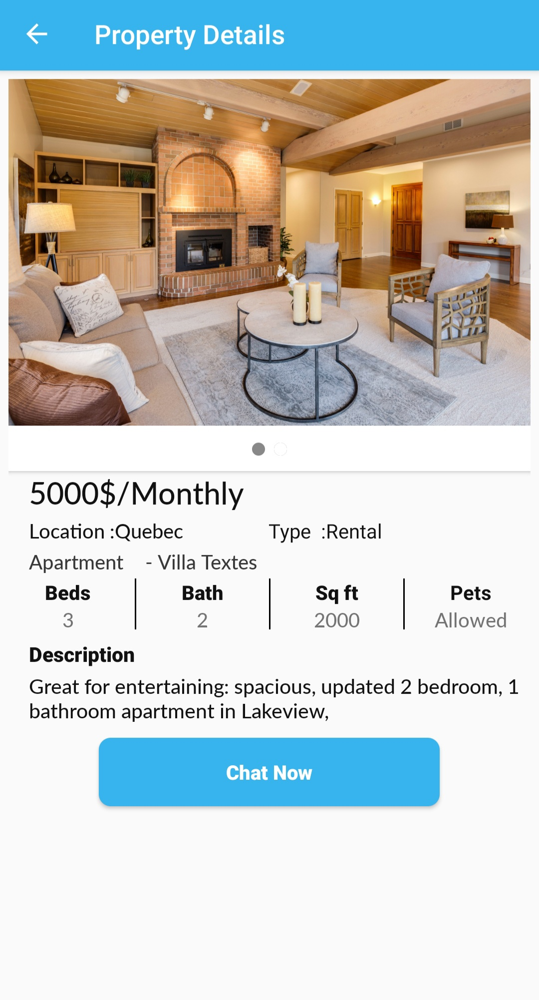 Property Details
5000$/Monthly
Location :Quebec Type :Rental
Apartment - Villa Textes
Beds Bath Sq ft Pets
3 2 2000 Allowed
Description
Great for entertaining: spacious, updated 2 bedroom, 1
bathroom apartment in Lakeview,
Chat Now